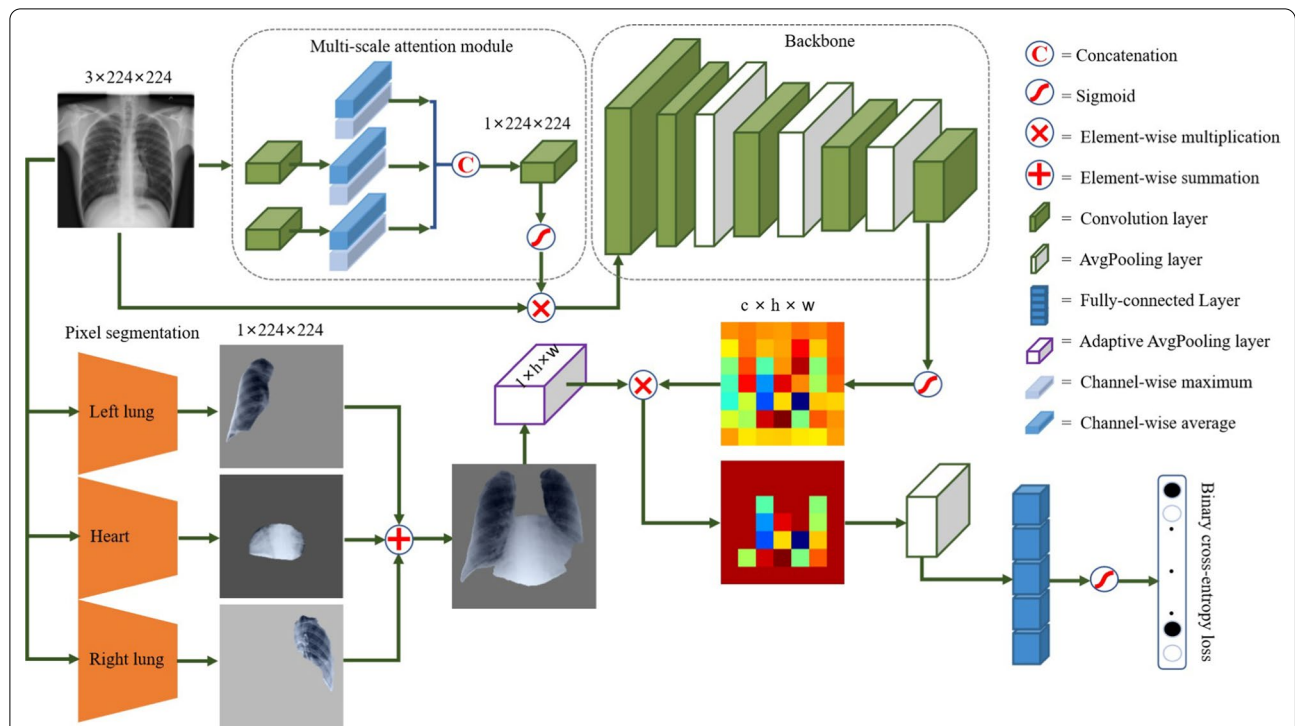 Multi-scale attention module
Backbone
3×224×224
1×224×224
C
C = Concatenation
= Sigmoid
= Element-wise multiplication
= Element-wise summation
= Convolution layer
= AvgPooling layer
= Fully-connected Layer
= Adaptive AvgPooling layer
= Channel-wise maximum
= Channel-wise average
Pixel segmentation
1×224×224
Left lung
Heart
Right lung
1×h×w
c × h × w
Binary cross-entropy loss